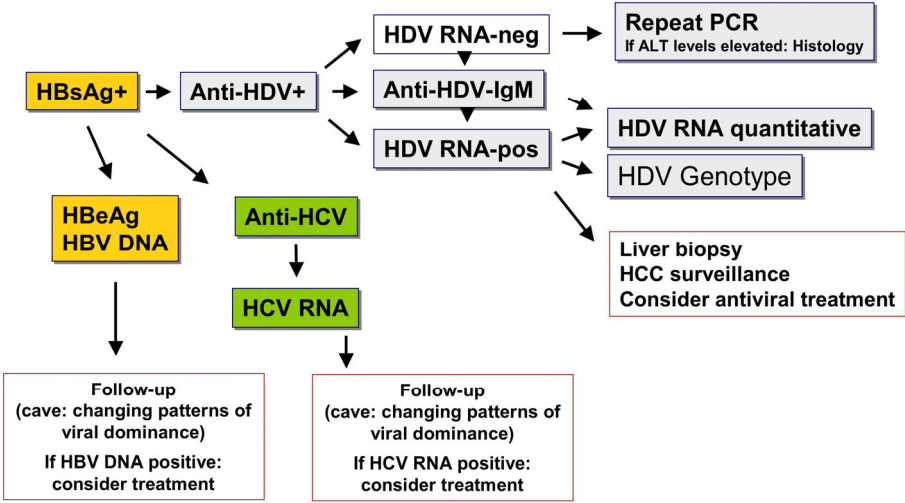 HDV RNA-neg
Repeat PCR
If ALT levels elevated: Histology
HBsAg+
Anti-HDV+
Anti-HDV-IgM
HDV RNA quantitative
HDV RNA-pos
HDV Genotype
HBeAg
HBV DNA
Anti-HCV
Liver biopsy
HCC surveillance
Consider antiviral treatment
HCV RNA
Follow-up
(cave: changing patterns of
viral dominance)
If HBV DNA positive:
consider treatment
Follow-up
(cave: changing patterns of
viral dominance)
If HCV RNA positive:
consider treatment